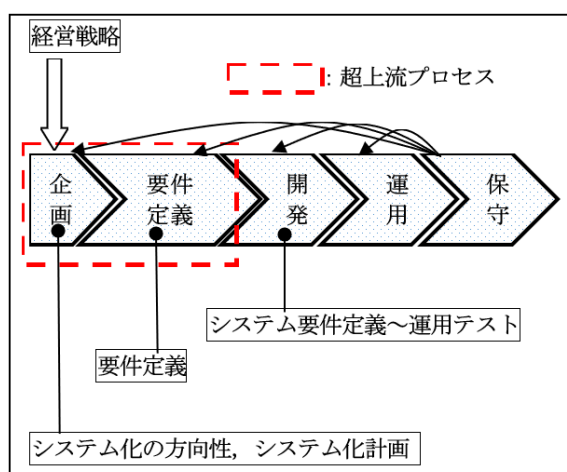 経営戦略
: 超上流プロセス
企画
要件
定義
開発
運用
保守
システム要件定義～運用テスト
要件定義
システム化の方向性，システム化計画